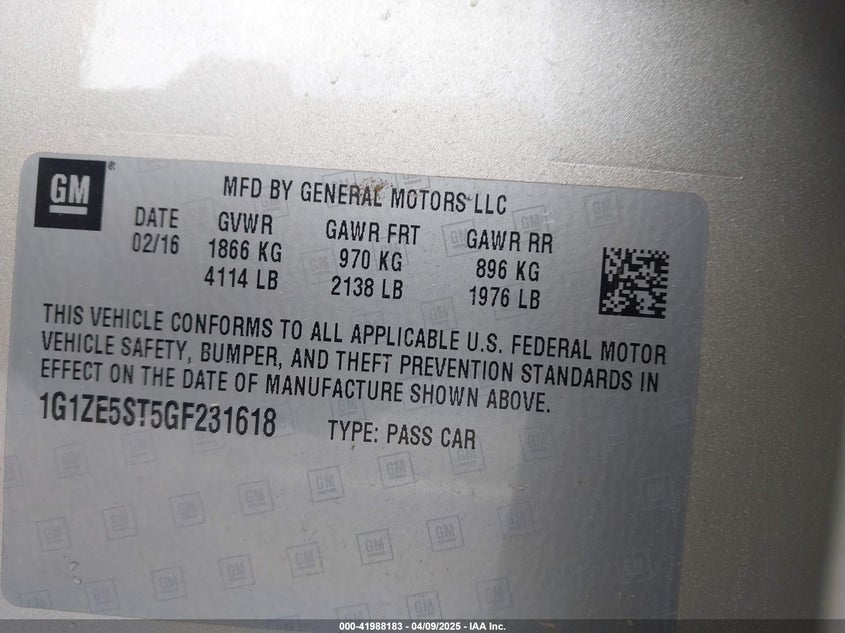 GM
MFD BY GENERAL MOTORS LLC
DATE GVWR GAWR FRT GAWR RR
02/16 1866 KG 970 KG 896 KG
4114 LB 2138 LB 1976 LB
THIS VEHICLE CONFORMS TO ALL APPLICABLE U.S. FEDERAL MOTOR
VEHICLE SAFETY, BUMPER, AND THEFT PREVENTION STANDARDS IN
EFFECT ON THE DATE OF MANUFACTURE SHOWN ABOVE.
1G1ZE5ST5GF231618 TYPE: PASS CAR
000-41988183 - 04/09/2025 - IAA Inc.